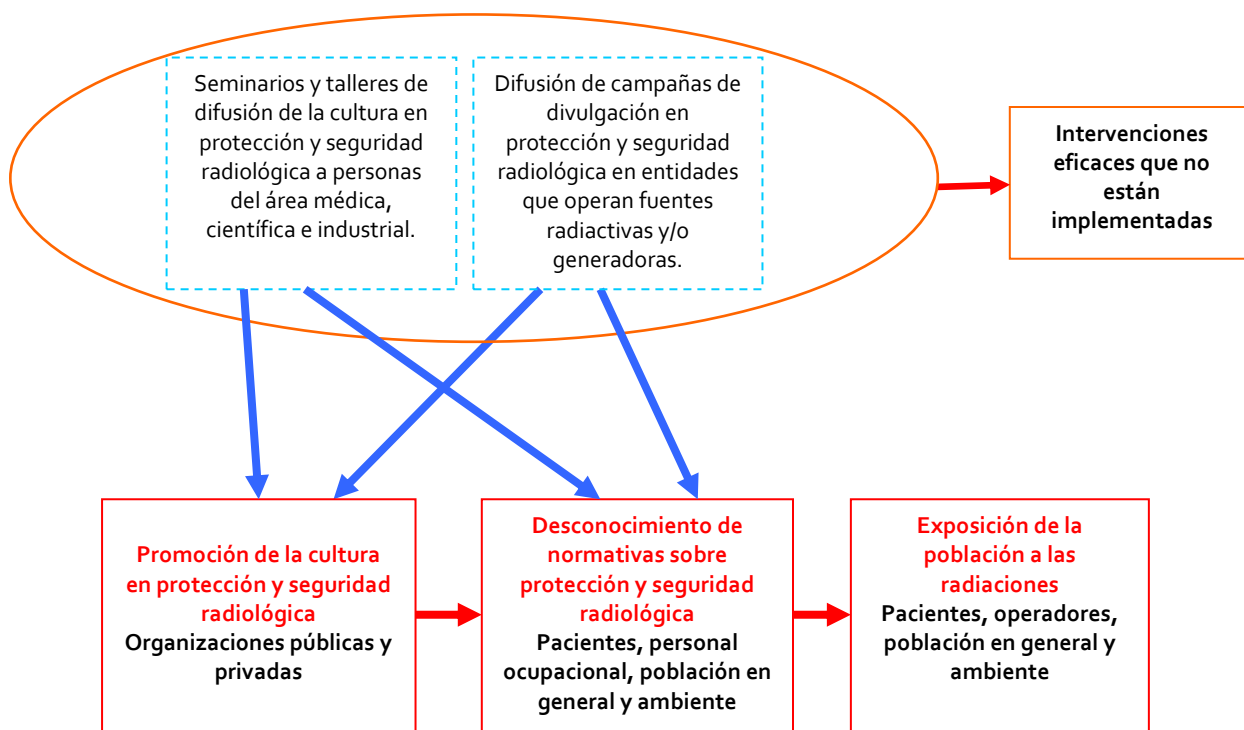 Seminarios y talleres de
difusión de la cultura en
protección y seguridad
radiológica a personas
del área médica,
científica e industrial.
Difusión de campañas de
divulgación en
protección y seguridad
radiológica en entidades
que operan fuentes
radiactivas y/o
generadoras.
Intervenciones
eficaces que no
están
implementadas
Promoción de la cultura
en protección y seguridad
radiológica
Organizaciones públicas y
privadas
Desconocimiento de
normativas sobre
protección y seguridad
radiológica
Pacientes, personal
ocupacional, población en
general y ambiente
Exposición de la
población a las
radiaciones
Pacientes, operadores,
población en general y
ambiente